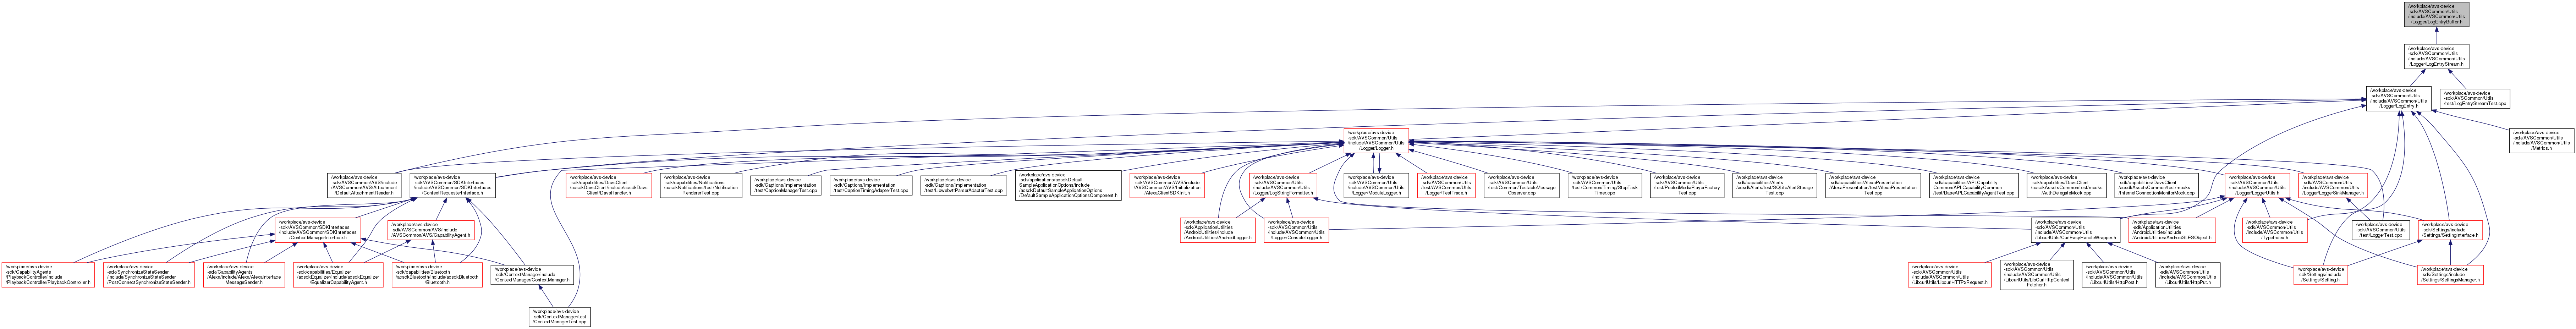 /workplace/avs-device
-sdk/AVSCommon/Utils
/include/AVSCommon/Utils
/Logger/LogEntryBuffer.h
/workplace/avs-device
-sdk/AVSCommon/Utils
/include/AVSCommon/Utils
/Logger/LogEntryStream.h
/workplace/avs-device
-sdk/AVSCommon/Utils
/include/AVSCommon/Utils
/Logger/LogEntry.h
/workplace/avs-device
-sdk/AVSCommon/Utils
/test/LogEntryStreamTest.cpp
/workplace/avs-device
-sdk/AVSCommon/Utils
/include/AVSCommon/Utils
/Logger/Logger.h
/workplace/avs-device
-sdk/AVSCommon/Utils
/include/AVSCommon/Utils
/Metrics.h
/workplace/avs-device
-sdk/AVSCommon/AVS/include
/AVSCommon/AVS/Attachment
/DefaultAttachmentReader.h
/workplace/avs-device
-sdk/AVSCommon/SDKInterfaces
/include/AVSCommon/SDKInterfaces
/ContextRequesterInterface.h
/workplace/avs-device
-sdk/capabilities/DavsClient
/acsdkDavsClient/include/acsdkDavs
Client/DavsHandler.h
/workplace/avs-device
-sdk/capabilities/Notifications
/acsdkNotifications/test/Notification
RendererTest.cpp
/workplace/avs-device
-sdk/Captions/Implementation
/test/CaptionManagerTest.cpp
/workplace/avs-device
-sdk/Captions/Implementation
/test/CaptionTimingAdapterTest.cpp
/workplace/avs-device
-sdk/Captions/Implementation
/test/LibwebvttParserAdapterTest.cpp
/workplace/avs-device
-sdk/applications/acsdkDefault
SampleApplicationOptions/include
/acsdkDefaultSampleApplicationOptions
/DefaultSampleApplicationOptionsComponent.h
/workplace/avs-device
-sdk/AVSCommon/AVS/include
/AVSCommon/AVS/Initialization
/AlexaClientSDKInit.h
/workplace/avs-device
-sdk/AVSCommon/Utils
/include/AVSCommon/Utils
/Logger/LogStringFormatter.h
/workplace/avs-device
-sdk/AVSCommon/Utils
/include/AVSCommon/Utils
/Logger/ModuleLogger.h
/workplace/avs-device
-sdk/AVSCommon/Utils
/test/AVSCommon/Utils
/Logger/TestTrace.h
/workplace/avs-device
-sdk/AVSCommon/Utils
/test/Common/TestableMessage
Observer.cpp
/workplace/avs-device
-sdk/AVSCommon/Utils
/test/Common/Timing/StopTask
Timer.cpp
/workplace/avs-device
-sdk/AVSCommon/Utils
/test/PooledMediaPlayerFactory
Test.cpp
/workplace/avs-device
-sdk/capabilities/Alerts
/acsdkAlerts/test/SQLiteAlertStorage
Test.cpp
/workplace/avs-device
-sdk/capabilities/AlexaPresentation
/AlexaPresentation/test/AlexaPresentation
Test.cpp
/workplace/avs-device
-sdk/capabilities/APLCapability
Common/APLCapabilityCommon
/test/BaseAPLCapabilityAgentTest.cpp
/workplace/avs-device
-sdk/capabilities/DavsClient
/acsdkAssetsCommon/test/mocks
/AuthDelegateMock.cpp
/workplace/avs-device
-sdk/capabilities/DavsClient
/acsdkAssetsCommon/test/mocks
/InternetConnectionMonitorMock.cpp
/workplace/avs-device
-sdk/AVSCommon/Utils
/include/AVSCommon/Utils
/Logger/LoggerUtils.h
/workplace/avs-device
-sdk/AVSCommon/Utils
/include/AVSCommon/Utils
/Logger/LoggerSinkManager.h
/workplace/avs-device
-sdk/AVSCommon/SDKInterfaces
/include/AVSCommon/SDKInterfaces
/ContextManagerInterface.h
/workplace/avs-device
-sdk/AVSCommon/AVS/include
/AVSCommon/AVS/CapabilityAgent.h
/workplace/avs-device
-sdk/ApplicationUtilities
/AndroidUtilities/include
/AndroidUtilities/AndroidLogger.h
/workplace/avs-device
-sdk/AVSCommon/Utils
/include/AVSCommon/Utils
/Logger/ConsoleLogger.h
/workplace/avs-device
-sdk/AVSCommon/Utils
/include/AVSCommon/Utils
/LibcurlUtils/CurlEasyHandleWrapper.h
/workplace/avs-device
-sdk/ApplicationUtilities
/AndroidUtilities/include
/AndroidUtilities/AndroidSLESObject.h
/workplace/avs-device
-sdk/AVSCommon/Utils
/include/AVSCommon/Utils
/TypeIndex.h
/workplace/avs-device
-sdk/AVSCommon/Utils
/test/LoggerTest.cpp
/workplace/avs-device
-sdk/Settings/include
/Settings/SettingInterface.h
/workplace/avs-device
-sdk/CapabilityAgents
/PlaybackController/include
/PlaybackController/PlaybackController.h
/workplace/avs-device
-sdk/SynchronizeStateSender
/include/SynchronizeStateSender
/PostConnectSynchronizeStateSender.h
/workplace/avs-device
-sdk/CapabilityAgents
/Alexa/include/Alexa/AlexaInterface
MessageSender.h
/workplace/avs-device
-sdk/capabilities/Equalizer
/acsdkEqualizer/include/acsdkEqualizer
/EqualizerCapabilityAgent.h
/workplace/avs-device
-sdk/capabilities/Bluetooth
/acsdkBluetooth/include/acsdkBluetooth
/Bluetooth.h
/workplace/avs-device
-sdk/ContextManager/include
/ContextManager/ContextManager.h
/workplace/avs-device
-sdk/AVSCommon/Utils
/include/AVSCommon/Utils
/LibcurlUtils/LibcurlHTTP2Request.h
/workplace/avs-device
-sdk/AVSCommon/Utils
/include/AVSCommon/Utils
/LibcurlUtils/LibCurlHttpContent
Fetcher.h
/workplace/avs-device
-sdk/AVSCommon/Utils
/include/AVSCommon/Utils
/LibcurlUtils/HttpPost.h
/workplace/avs-device
-sdk/AVSCommon/Utils
/include/AVSCommon/Utils
/LibcurlUtils/HttpPut.h
/workplace/avs-device
-sdk/Settings/include
/Settings/Setting.h
/workplace/avs-device
-sdk/Settings/include
/Settings/SettingsManager.h
/workplace/avs-device
-sdk/ContextManager/test
/ContextManagerTest.cpp